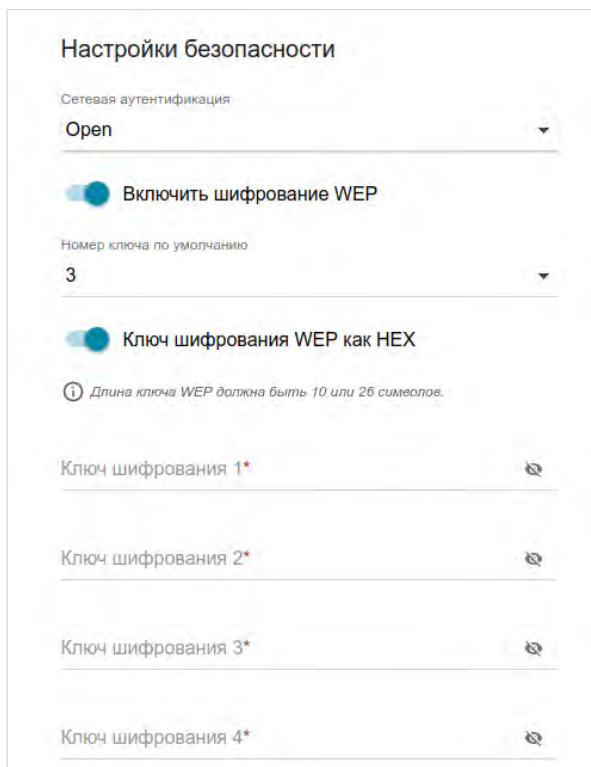 Настройки безопасности
Сетевая аутентификация
Open
Включить шифрование WEP
Номер ключа по умолчанию
3
Ключ шифрования WEP как HEX
Длина ключа WEP должна быть 10 или 26 символов.
Ключ шифрования 1*
Ключ шифрования 2*
Ключ шифрования 3*
Ключ шифрования 4*